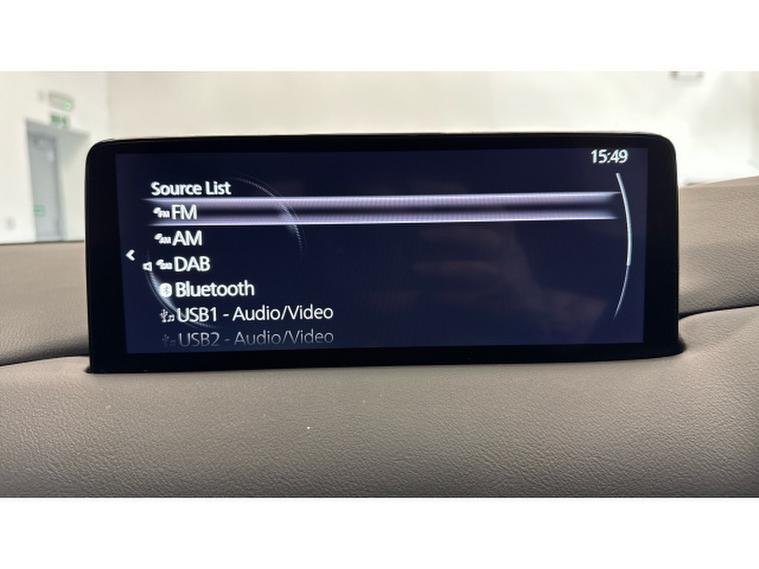 15:49
Source List
FM
AM
DAB
Bluetooth
USB1 - Audio/Video
USB2 - Audio/Video